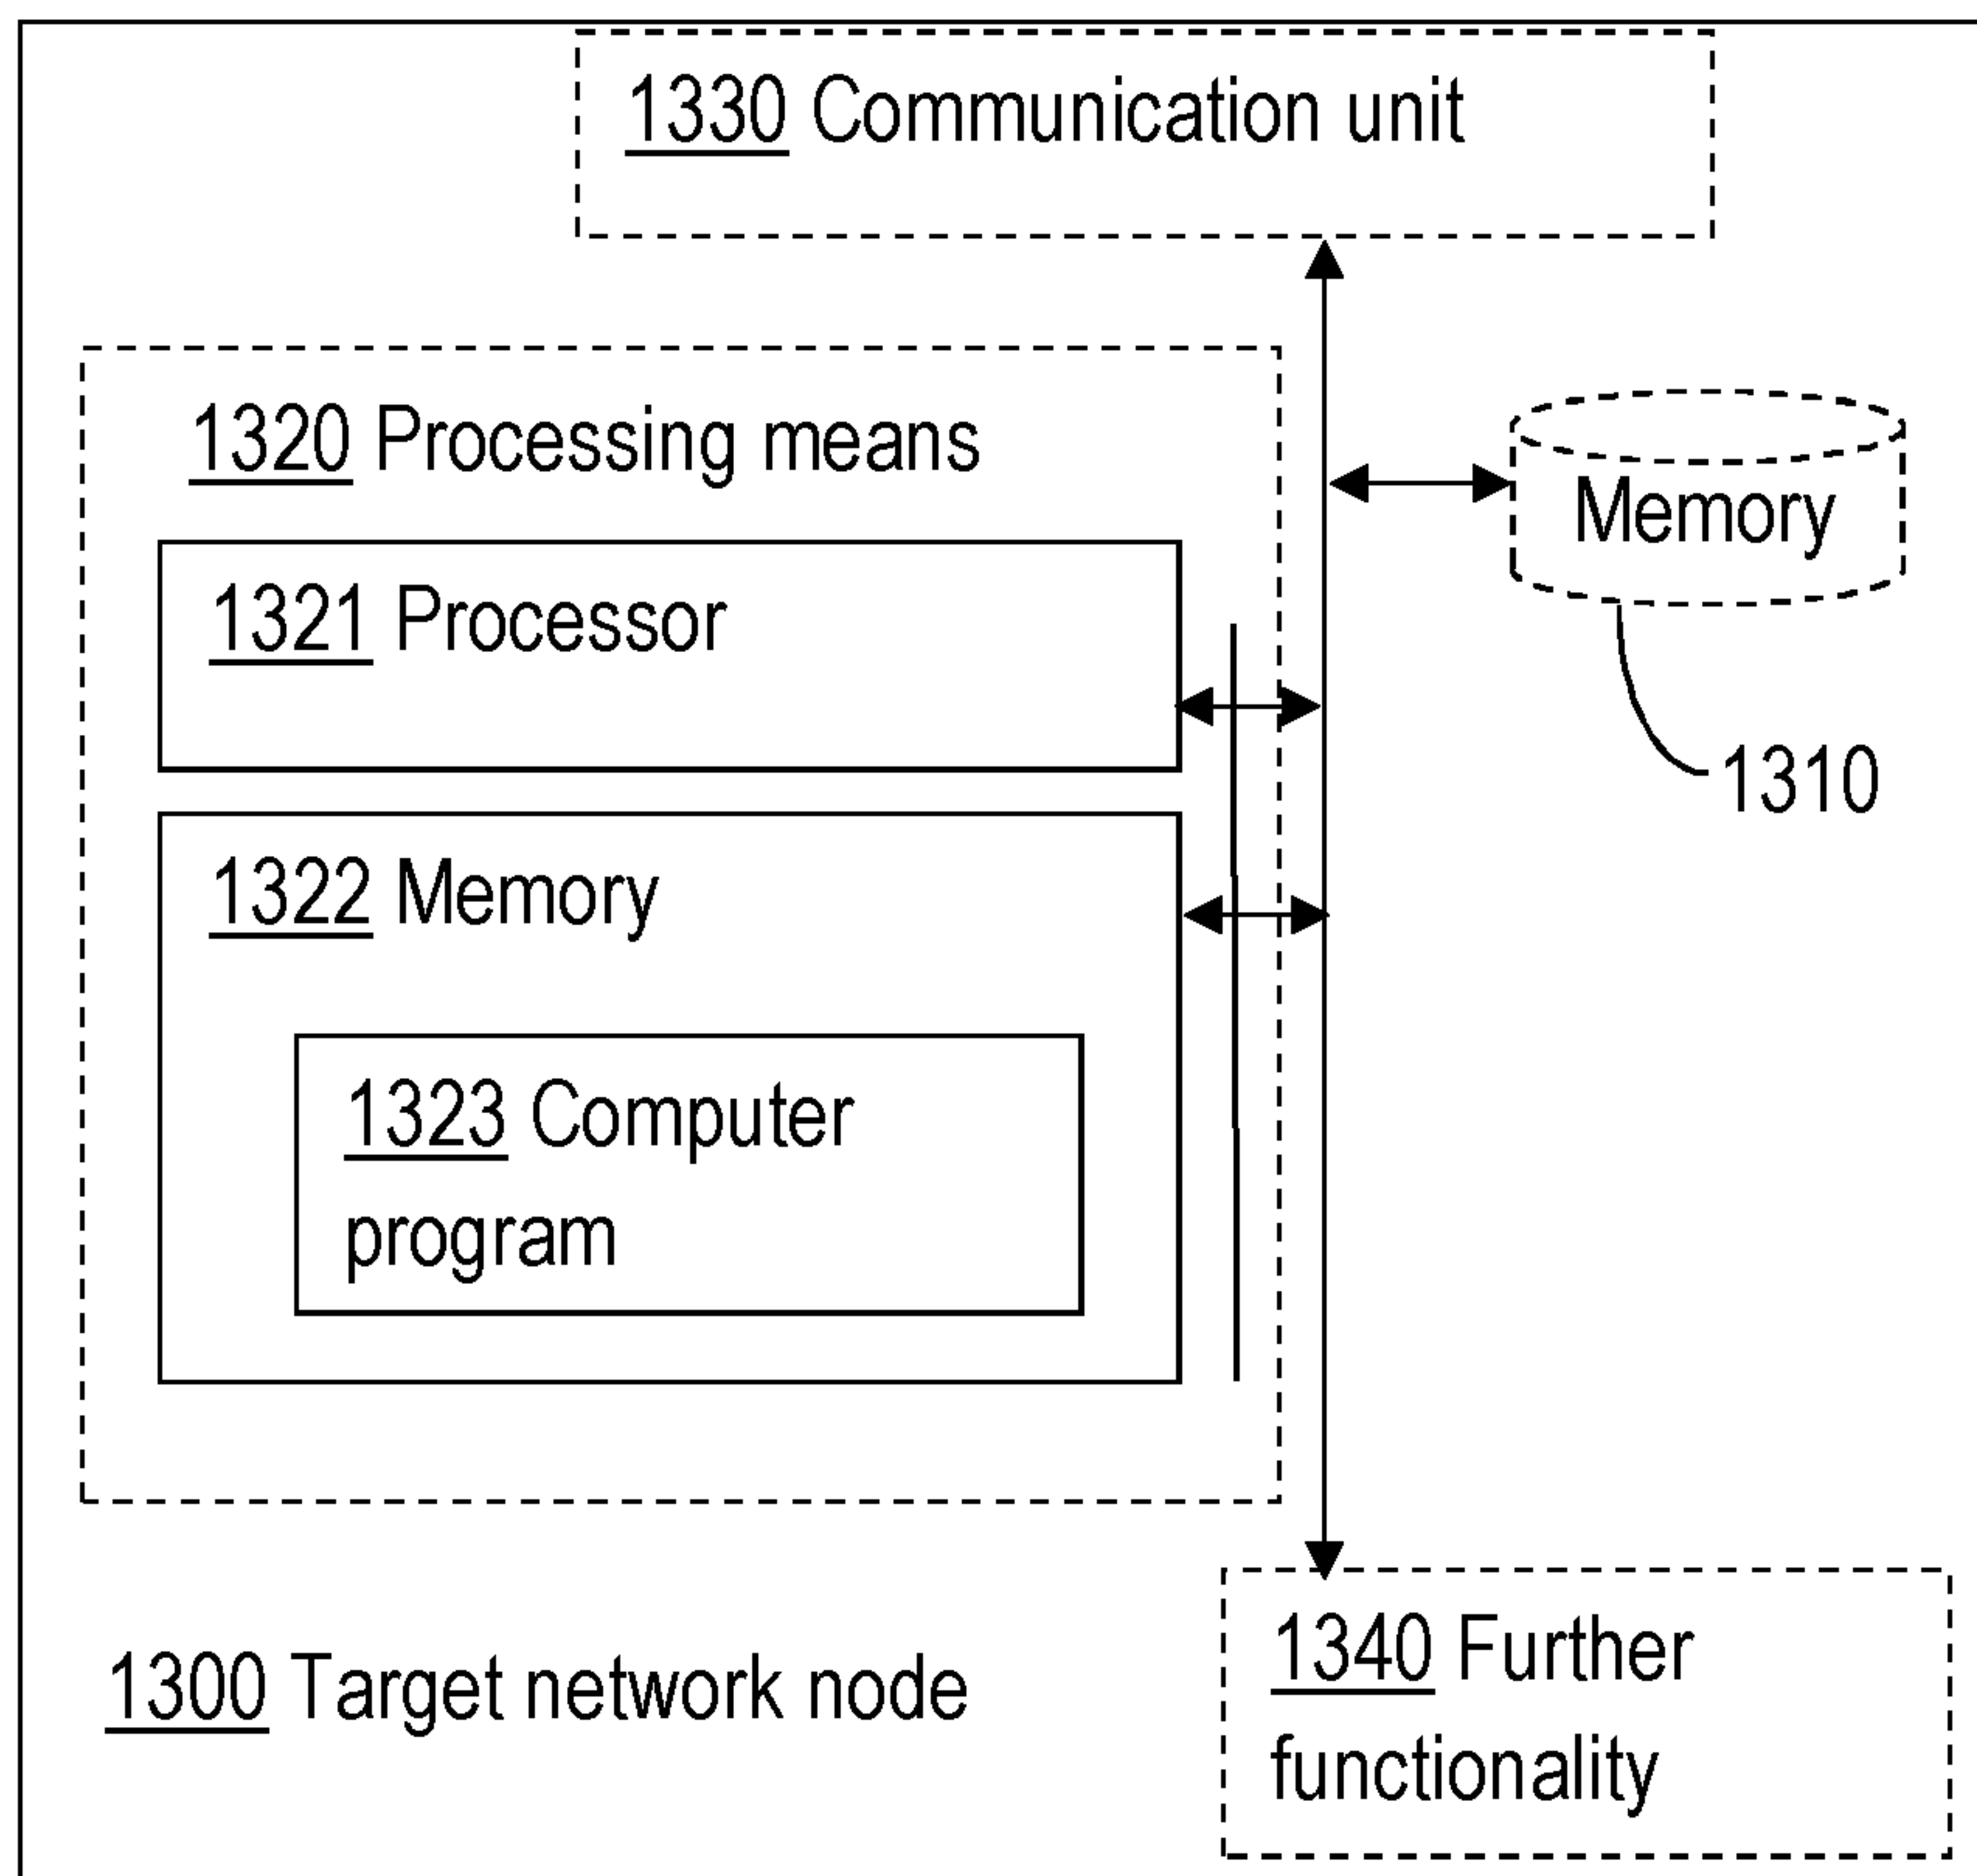 1330 Communication unit
1320 Processing means
Memory
1321 Processor
1310
1322 Memory
1323 Computer
program
1300 Target network node
1340 Further
functionality